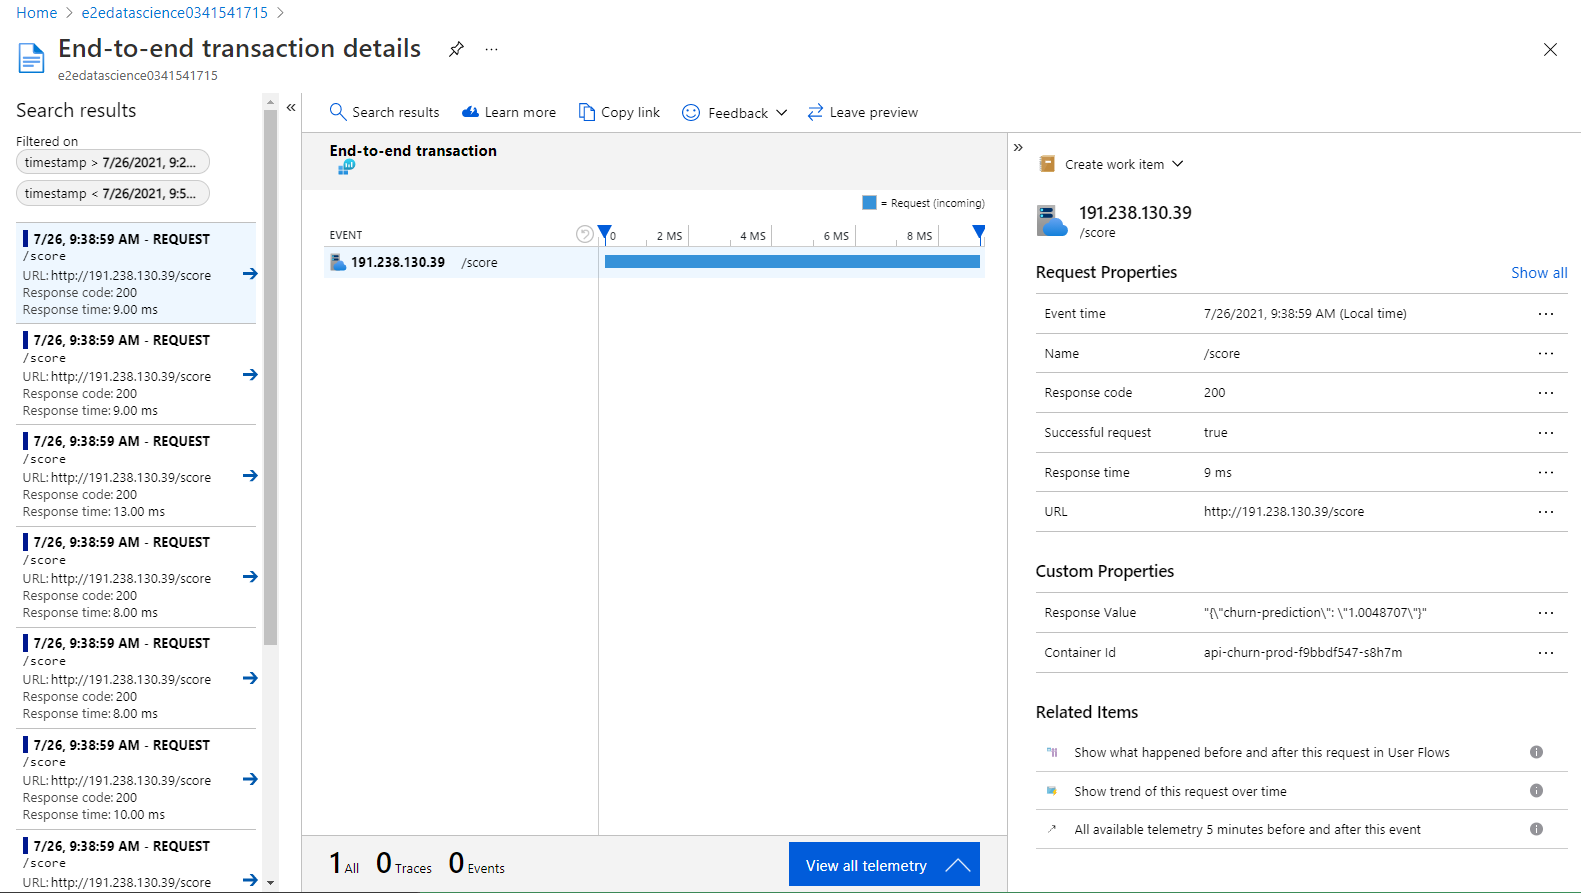 Home > e2edatascience0341541715 >
End-to-end transaction details ...
e2edatascience0341541715
Search results
Filtered on
timestamp > 7/26/2021, 9:2...
timestamp < 7/26/2021, 9:5...
7/26, 9:38:59 AM - REQUEST
/score
URL: http://191.238.130.39/score
Response code: 200
Response time: 9.00 ms
7/26, 9:38:59 AM - REQUEST
/score
URL: http://191.238.130.39/score
Response code: 200
Response time: 9.00 ms
7/26, 9:38:59 AM - REQUEST
/score
URL: http://191.238.130.39/score
Response code: 200
Response time: 13.00 ms
7/26, 9:38:59 AM - REQUEST
/score
URL: http://191.238.130.39/score
Response code: 200
Response time: 8.00 ms
7/26, 9:38:59 AM - REQUEST
/score
URL: http://191.238.130.39/score
Response code: 200
Response time: 8.00 ms
7/26, 9:38:59 AM - REQUEST
/score
URL: http://191.238.130.39/score
Response code: 200
Response time: 10.00 ms
7/26, 9:38:59 AM - REQUEST
/score
URL: http://191.238.130.39/score
Search results Learn more Copy link Feedback Leave preview
End-to-end transaction
= Request (incoming)
EVENT 0 2 MS 4 MS 6 MS 8 MS
191.238.130.39 /score
1 All 0 Traces 0 Events
View all telemetry
Create work item
191.238.130.39
/score
Request Properties Show all
Event time 7/26/2021, 9:38:59 AM (Local time) ...
Name /score ...
Response code 200 ...
Successful request true ...
Response time 9 ms ...
URL http://191.238.130.39/score ...
Custom Properties
Response Value "{\"churn-prediction\": \"1.0048707\"}" ...
Container Id api-churn-prod-f9bbdf547-s8h7m ...
Related Items
Show what happened before and after this request in User Flows
Show trend of this request over time
All available telemetry 5 minutes before and after this event